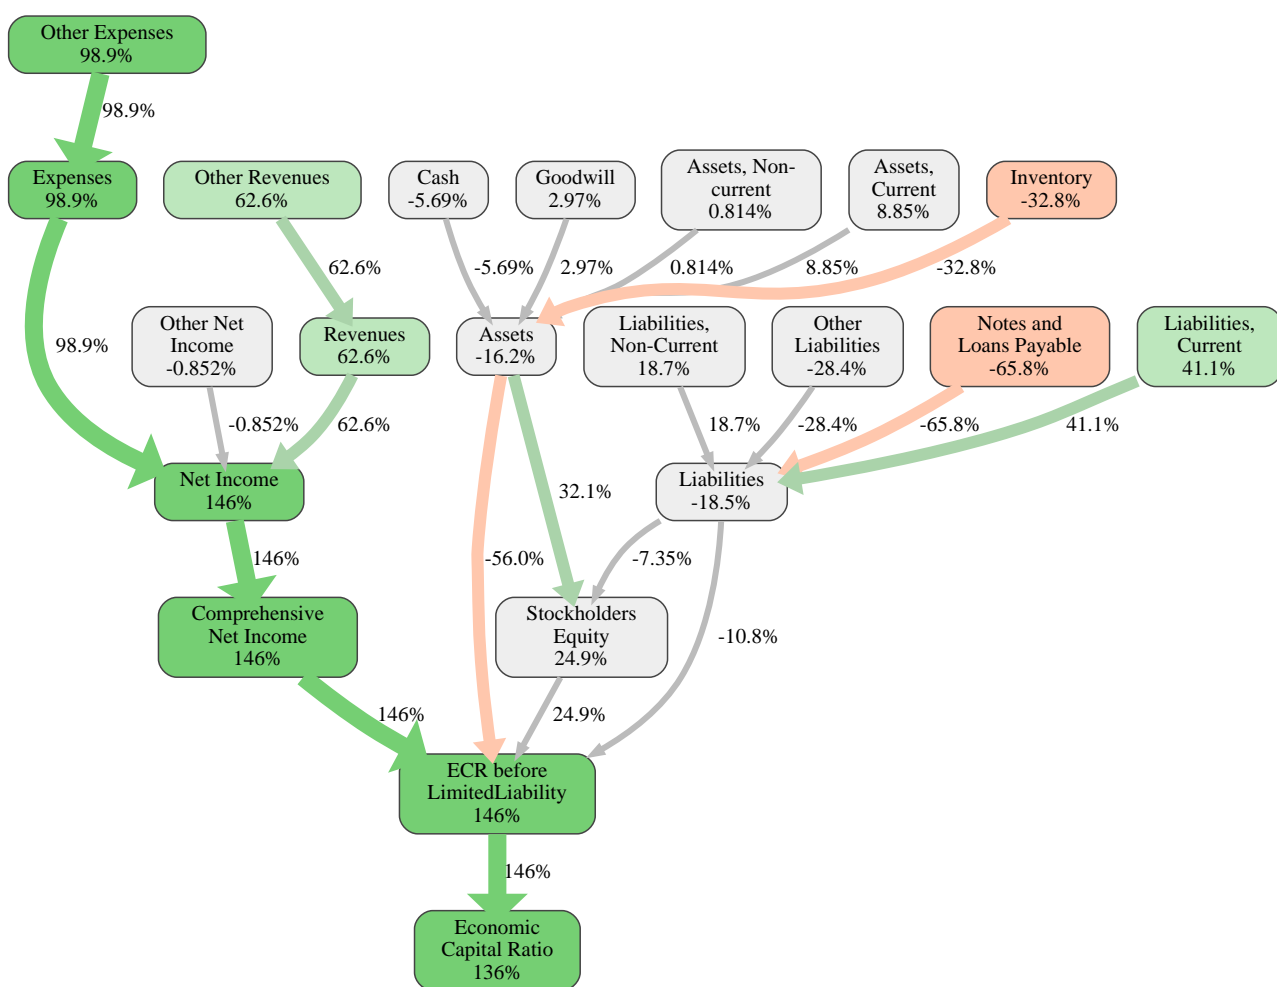 Other Expenses
98.9%
98.9%
Expenses
98.9%
Other Revenues
62.6%
Cash
-5.69%
Goodwill
2.97%
Assets, Non-
current
0.814%
Assets,
Current
8.85%
Inventory
-32.8%
62.6%
-5.69%
2.97%
0.814%
8.85%
-32.8%
98.9%
Other Net
Income
-0.852%
Revenues
62.6%
Assets
-16.2%
Liabilities,
Non-Current
18.7%
Other
Liabilities
-28.4%
Notes and
Loans Payable
-65.8%
Liabilities,
Current
41.1%
-0.852%
62.6%
18.7%
-28.4%
-65.8%
41.1%
Net Income
146%
32.1%
Liabilities
-18.5%
146%
-56.0%
-7.35%
Comprehensive
Net Income
146%
Stockholders
Equity
24.9%
-10.8%
146%
24.9%
ECR before
LimitedLiability
146%
146%
Economic
Capital Ratio
136%